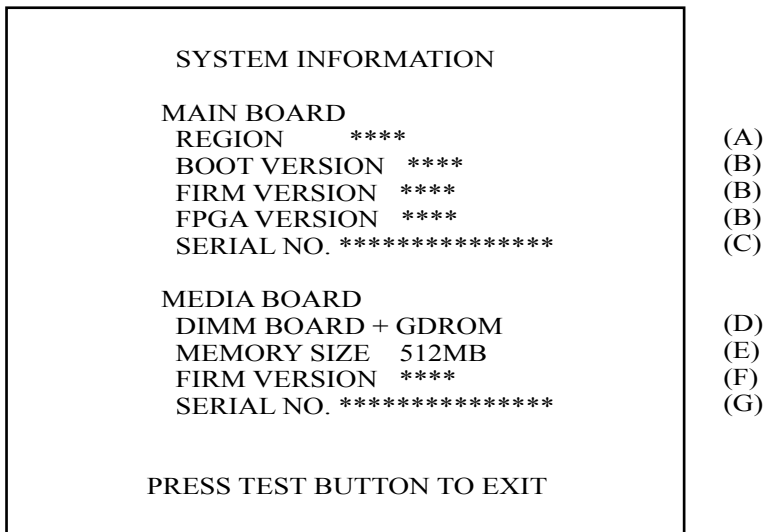 SYSTEM INFORMATION
MAIN BOARD
REGION **** (A)
BOOT VERSION **** (B)
FIRM VERSION **** (B)
FPGA VERSION **** (B)
SERIAL NO. *************** (C)
MEDIA BOARD
DIMM BOARD + GDROM (D)
MEMORY SIZE 512MB (E)
FIRM VERSION **** (F)
SERIAL NO. *************** (G)
PRESS TEST BUTTON TO EXIT